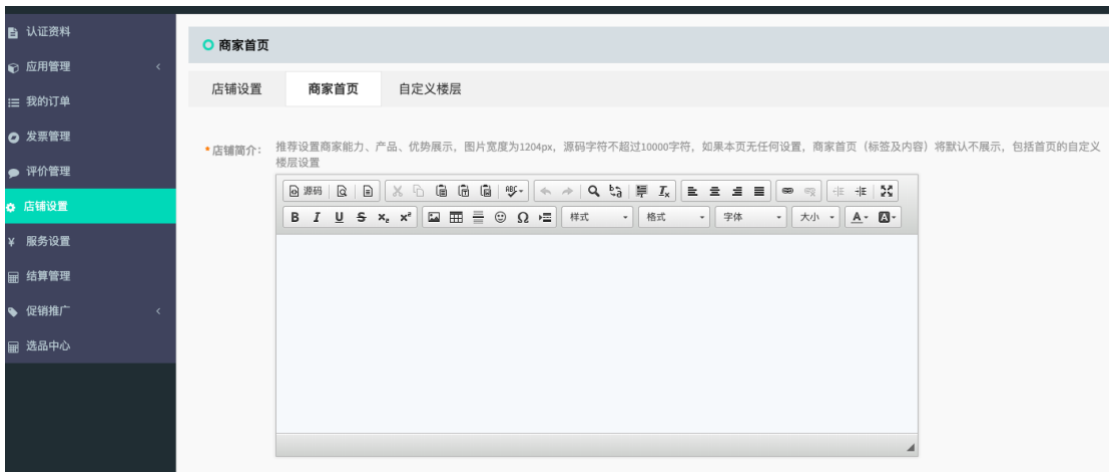 认证资料
应用管理
我的订单
发票管理
评价管理
店铺设置
¥ 服务设置
结算管理
促销推广
选品中心
商家首页
店铺设置 商家首页 自定义楼层
*店铺简介： 推荐设置商家能力、产品、优势展示，图片宽度为1204px，源码字符不超过10000字符，如果本页无任何设置，商家首页（标签及内容）将默认不展示，包括首页的自定义
楼层设置
源码 ABC
B I U S x₂ x² Ω 样式 格式 字体 大小 A A